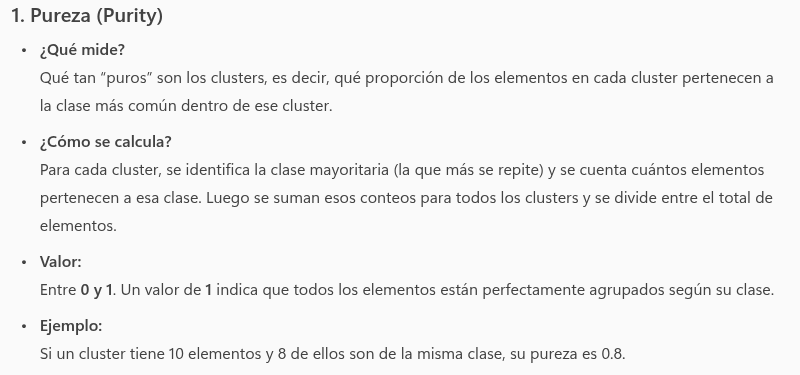 1. Pureza (Purity)
• ¿Qué mide?
Qué tan “puros” son los clusters, es decir, qué proporción de los elementos en cada cluster pertenecen a
la clase más común dentro de ese cluster.
• ¿Cómo se calcula?
Para cada cluster, se identifica la clase mayoritaria (la que más se repite) y se cuenta cuántos elementos
pertenecen a esa clase. Luego se suman esos conteos para todos los clusters y se divide entre el total de
elementos.
• Valor:
Entre 0 y 1. Un valor de 1 indica que todos los elementos están perfectamente agrupados según su clase.
• Ejemplo:
Si un cluster tiene 10 elementos y 8 de ellos son de la misma clase, su pureza es 0.8.